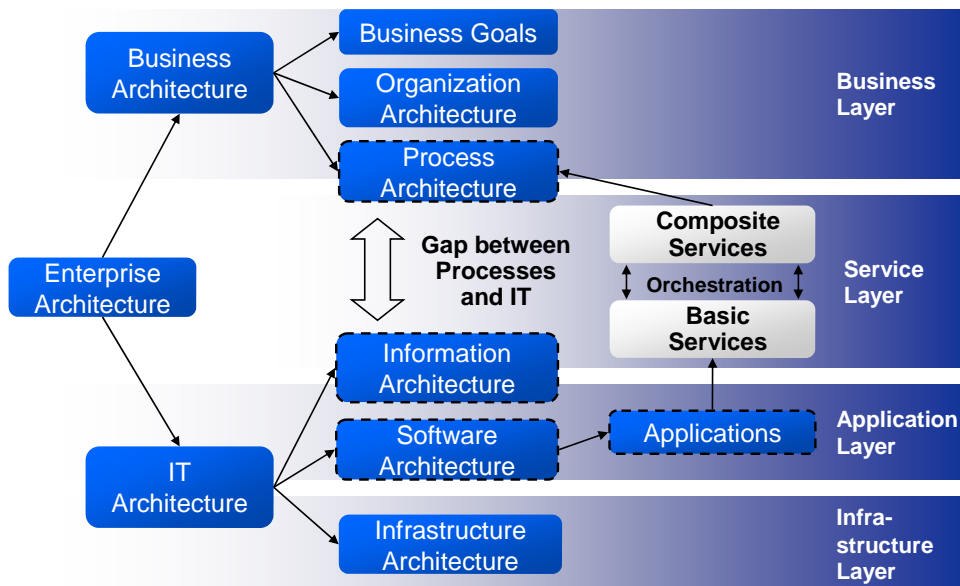 Business Goals
Business
Architecture
Organization
Architecture
Business
Layer
Process
Architecture
Composite
Services
Gap between
Processes
and IT
Enterprise
Architecture
Orchestration
Service
Layer
Basic
Services
Information
Architecture
Software
Architecture
Applications
Application
Layer
IT
Architecture
Infrastructure
Architecture
Infra-
structure
Layer